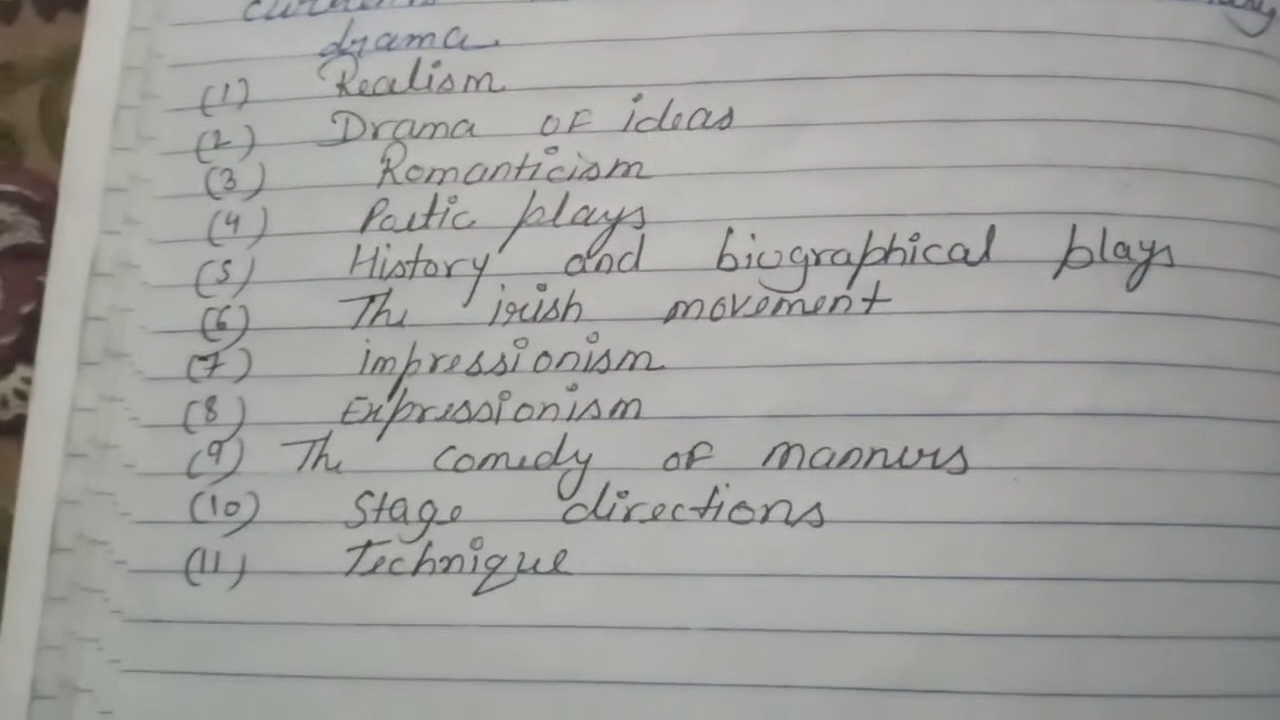 drama.
(1) Realism
(2) Drama of ideas
(3) Romanticism
(4) Poetic plays
(5) History and biographical plays
(6) The irish movement
(7) impressionism
(8) Expressionism
(9) The comedy of manners
(10) Stage directions
(11) Technique